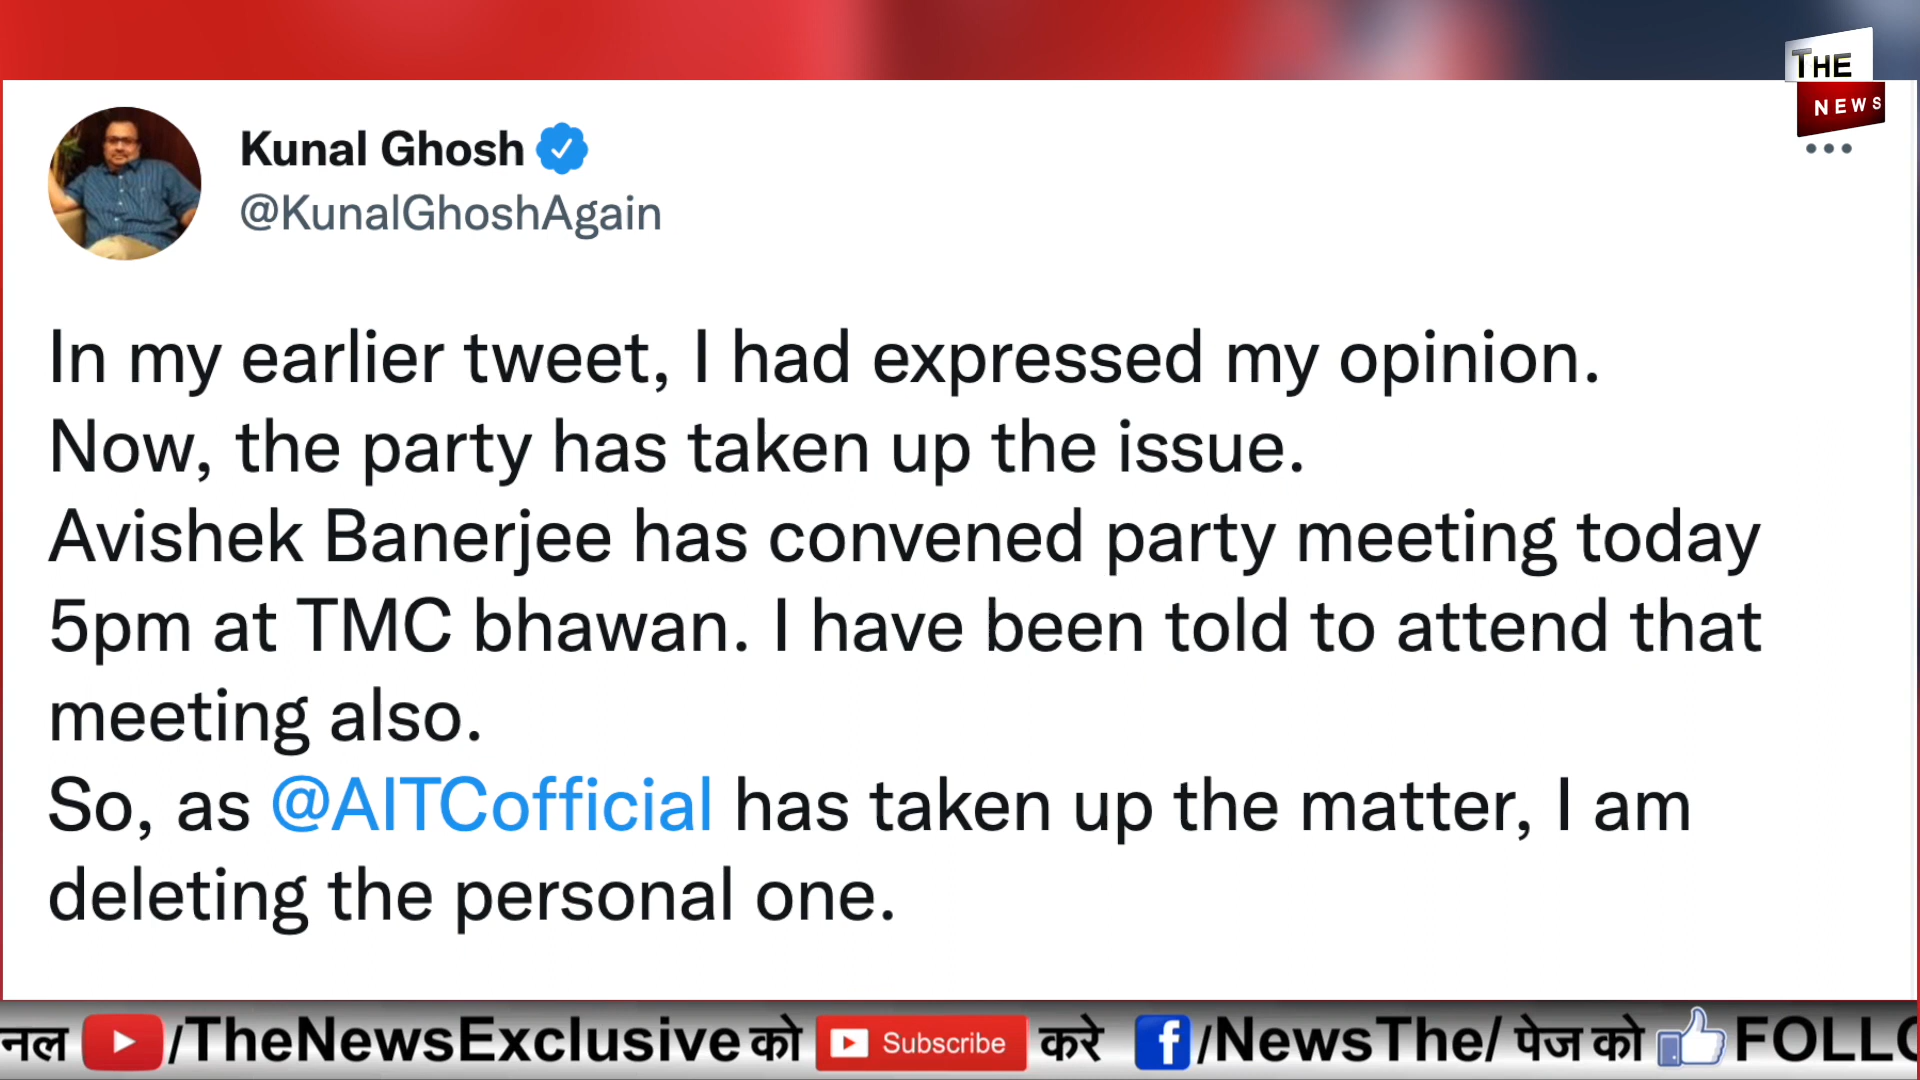 THE
NEWS
Kunal Ghosh
@KunalGhoshAgain
In my earlier tweet, I had expressed my opinion.
Now, the party has taken up the issue.
Avishek Banerjee has convened party meeting today
5pm at TMC bhawan. I have been told to attend that
meeting also.
So, as @AITCofficial has taken up the matter, I am
deleting the personal one.
नल /TheNewsExclusive को Subscribe करे f/NewsThe/ पेज को FOLLO